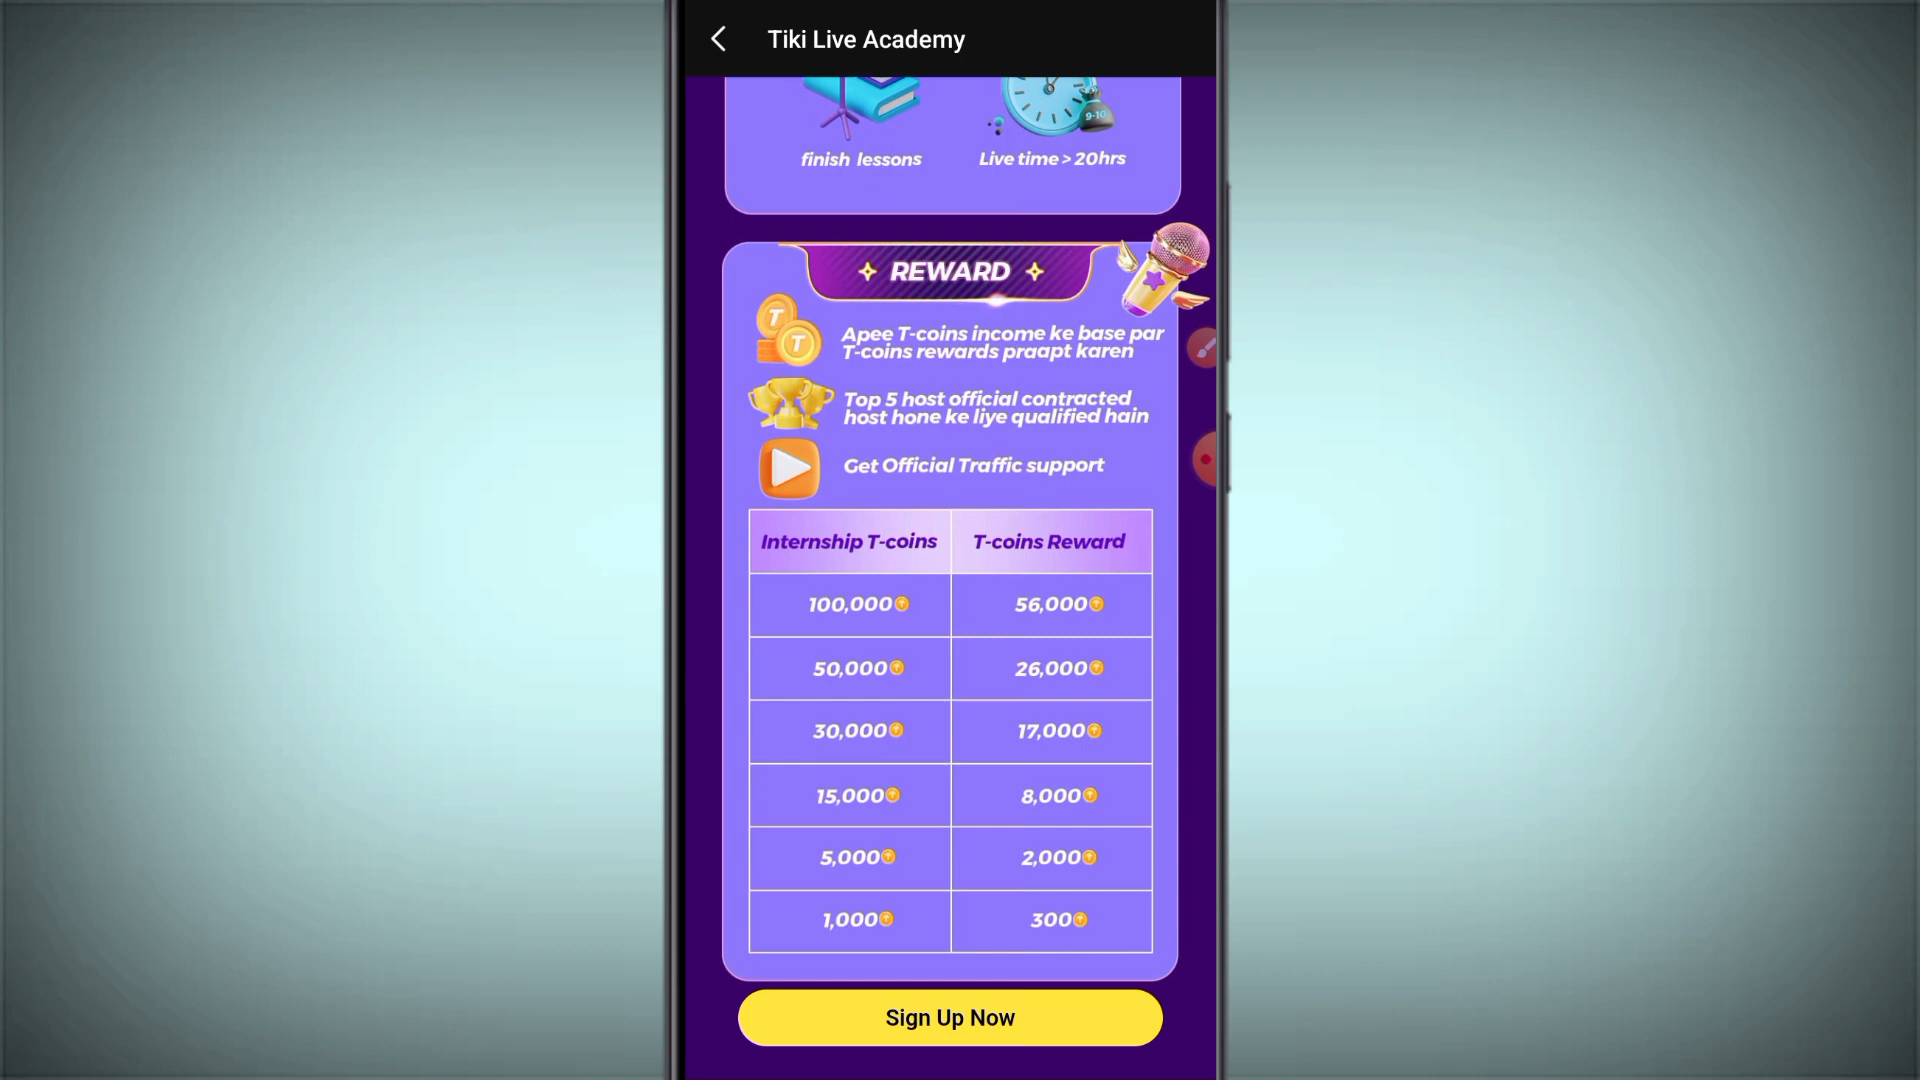 Tiki Live Academy
9-10
finish lessons
Live time > 20hrs
REWARD
T
T
Apee T-coins income ke base par
T-coins rewards praapt karen
Top 5 host official contracted
host hone ke liye qualified hain
Get Official Traffic support
Internship T-coins T-coins Reward
100,000 56,000
50,000 26,000
30,000 17,000
15,000 8,000
5,000 2,000
1,000 300
Sign Up Now